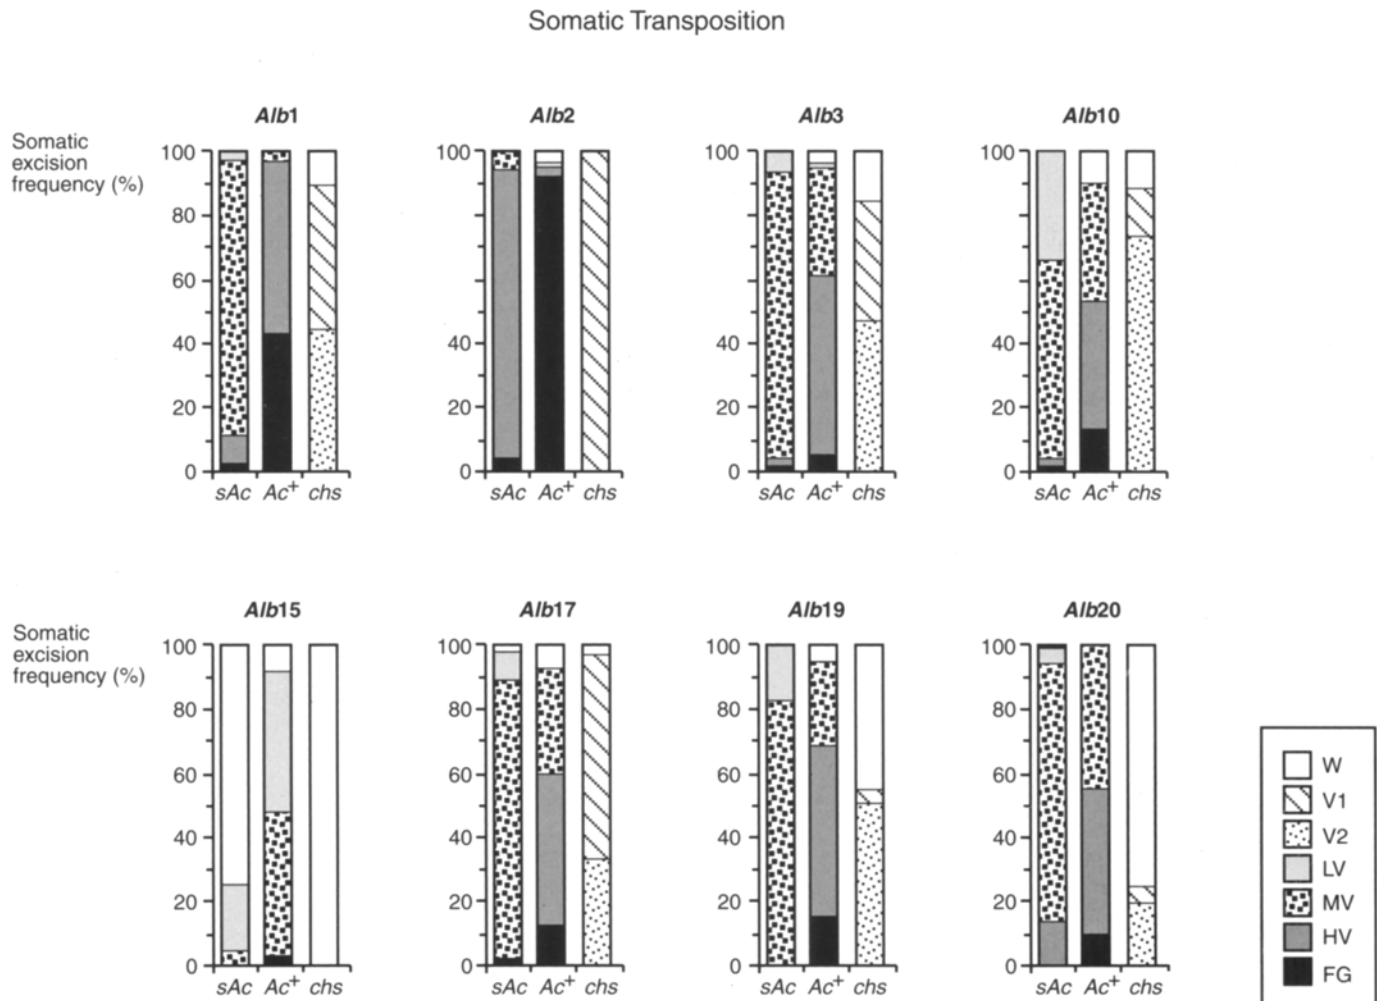 Somatic Transposition
Alb1
Alb2
Alb3
Alb10
Somatic
excision
frequency (%)
100
80
60
40
20
0
sAc Ac+ chs
100
40
20
0
sAc Ac+ chs
100
40
20
0
sAc Ac+ chs
100
40
20
0
sAc Ac+ chs
Alb15
Alb17
Alb19
Alb20
Somatic
excision
frequency (%)
100
80
60
40
20
0
sAc Ac+ chs
100
80
60
40
20
0
sAc Ac+ chs
100
80
60
40
20
0
sAc Ac+ chs
100
80
60
40
20
0
sAc Ac+ chs
W
V1
V2
LV
MV
HV
FG